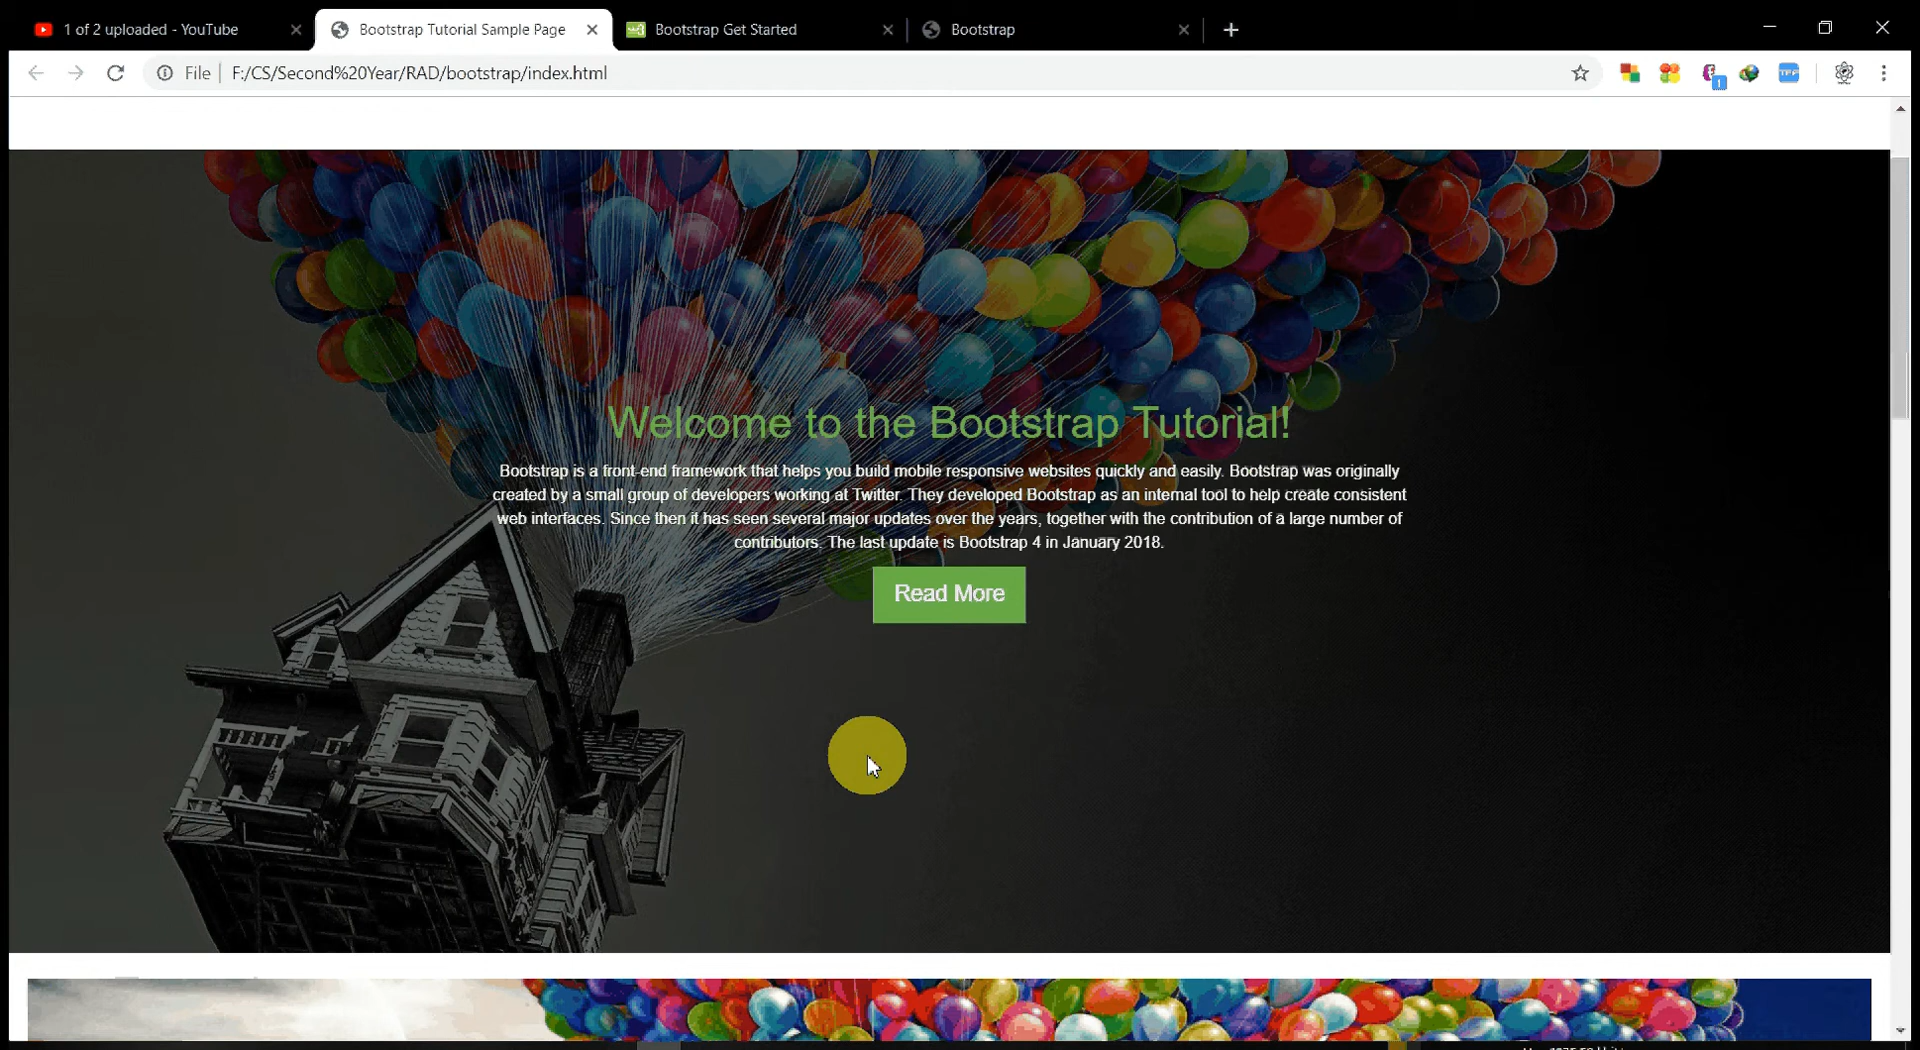 1 of 2 uploaded - YouTube
Bootstrap Tutorial Sample Page
Bootstrap Get Started
Bootstrap
File
F:/CS/Second%20Year/RAD/bootstrap/index.html
1
TFP
Welcome to the Bootstrap Tutorial!
Bootstrap is a front-end framework that helps you build mobile responsive websites quickly and easily. Bootstrap was originally
created by a small group of developers working at Twitter. They developed Bootstrap as an internal tool to help create consistent
web interfaces. Since then it has seen several major updates over the years, together with the contribution of a large number of
contributors. The last update is Bootstrap 4 in January 2018.
Read More